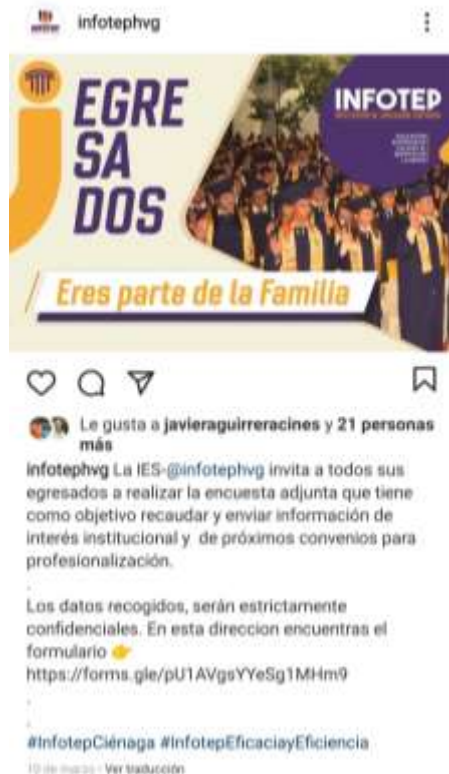 infotephvg
EGRE
SA
DOS
INFOTEP
Eres parte de la Familia
Le gusta a javieraguirreracines y 21 personas
más
infotephvg La IES-@infotephvg invita a todos sus
egresados a realizar la encuesta adjunta que tiene
como objetivo recaudar y enviar información de
interés institucional y de próximos convenios para
profesionalización.
.
Los datos recogidos, serán estrictamente
confidenciales. En esta direccion encuentras el
formulario 👉
https://forms.gle/pU1AVgsYYeSg1MHm9
.
.
#InfotepCiénaga #InfotepEficaciayEficiencia
10 de marzo · Ver traducción